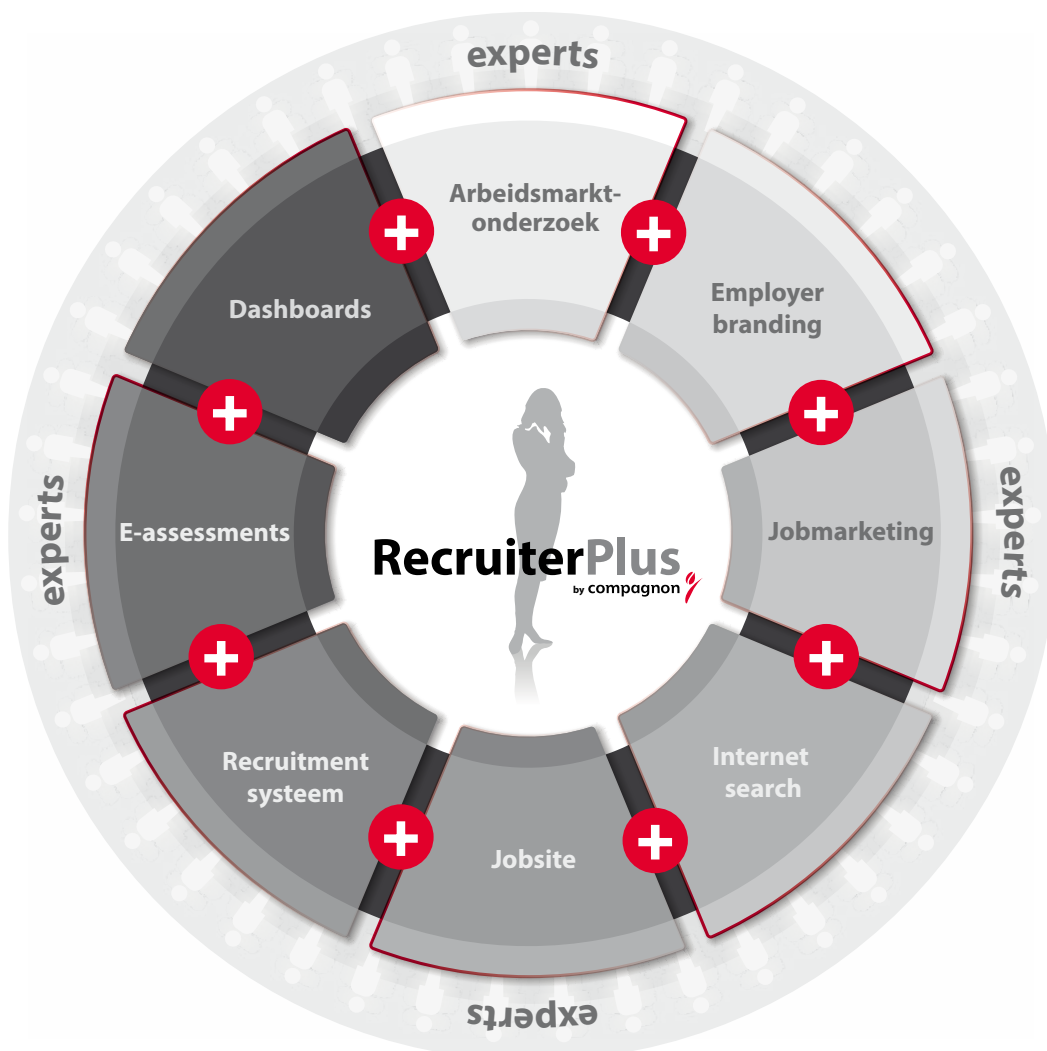 experts
Arbeidsmarkt-
onderzoek
Employer
branding
Jobmarketing
Internet
search
Jobsite
Recruitment
systeem
E-assessments
Dashboards
RecruiterPlus
by compagnon
experts
experts
experts